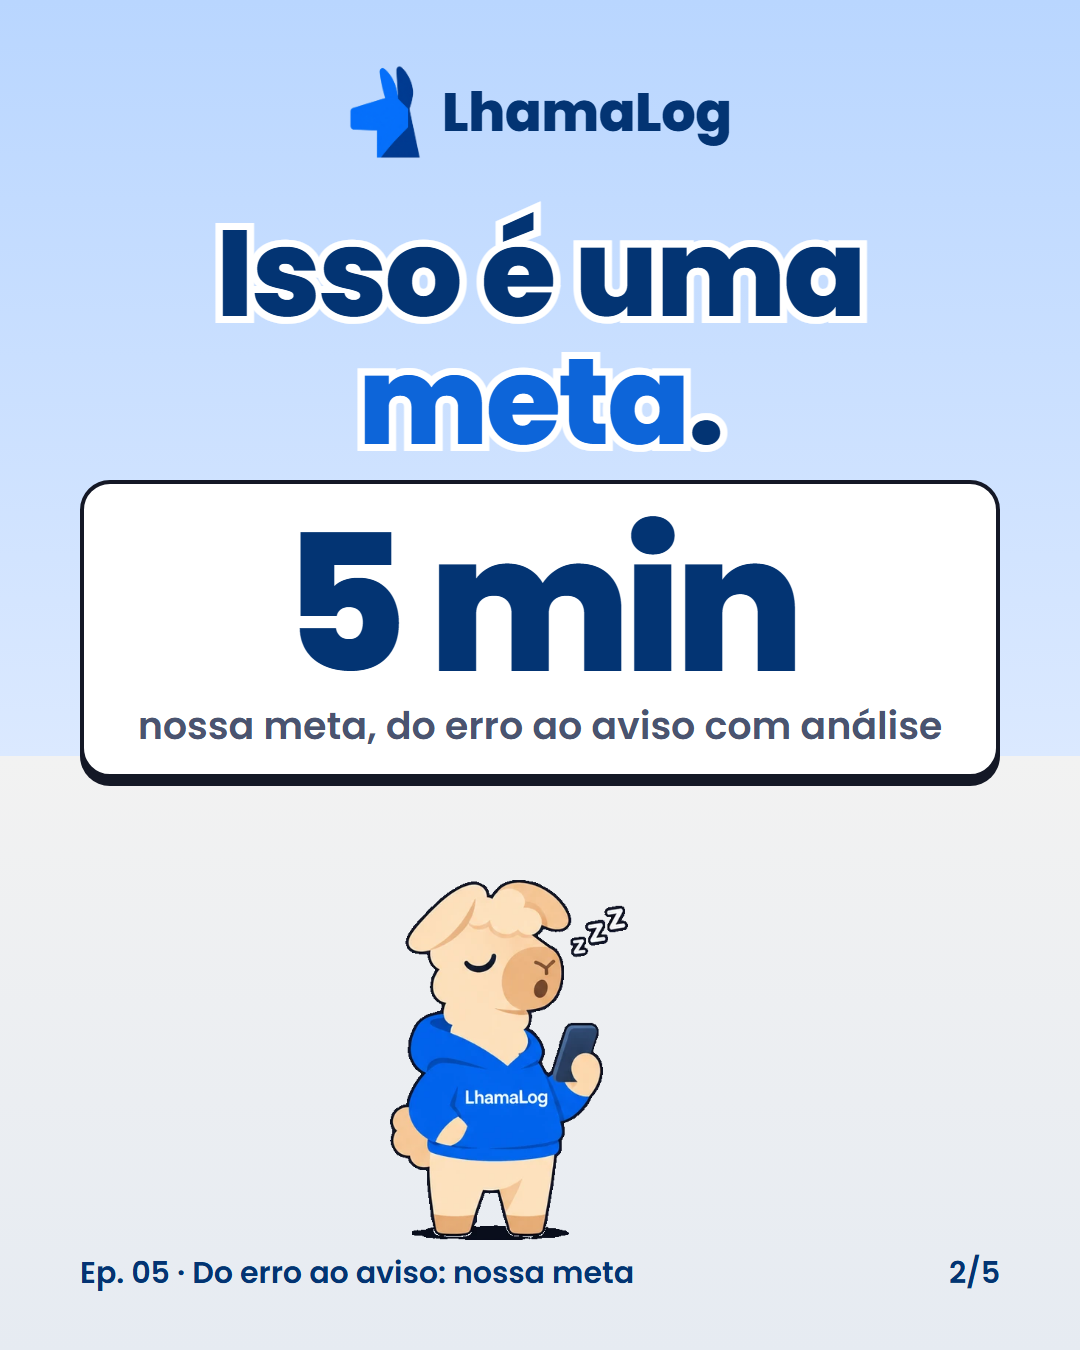 LhamaLog
Isso é uma
meta.
5 min
nossa meta, do erro ao aviso com análise
zzz
LhamaLog
Ep. 05 · Do erro ao aviso: nossa meta
2/5